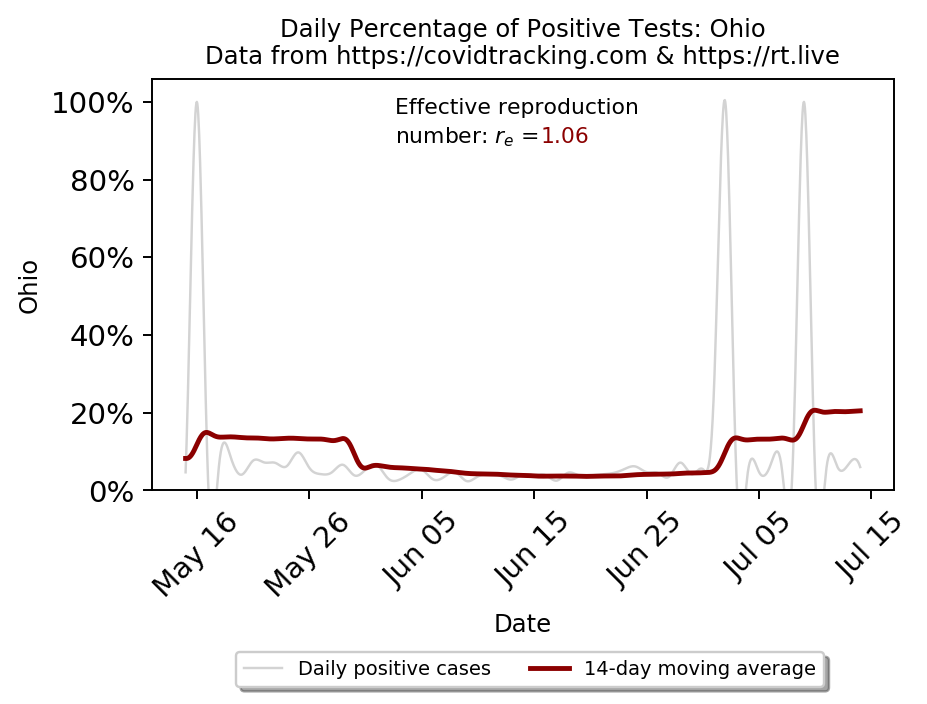 Daily Percentage of Positive Tests: Ohio
Data from https://covidtracking.com & https://rt.live
Effective reproduction
number: rₑ =1.06
100%
80%
60%
40%
20%
0%
Ohio
May 16
May 26
Jun 05
Jun 15
Jun 25
Jul 05
Jul 15
Date
Daily positive cases
14-day moving average